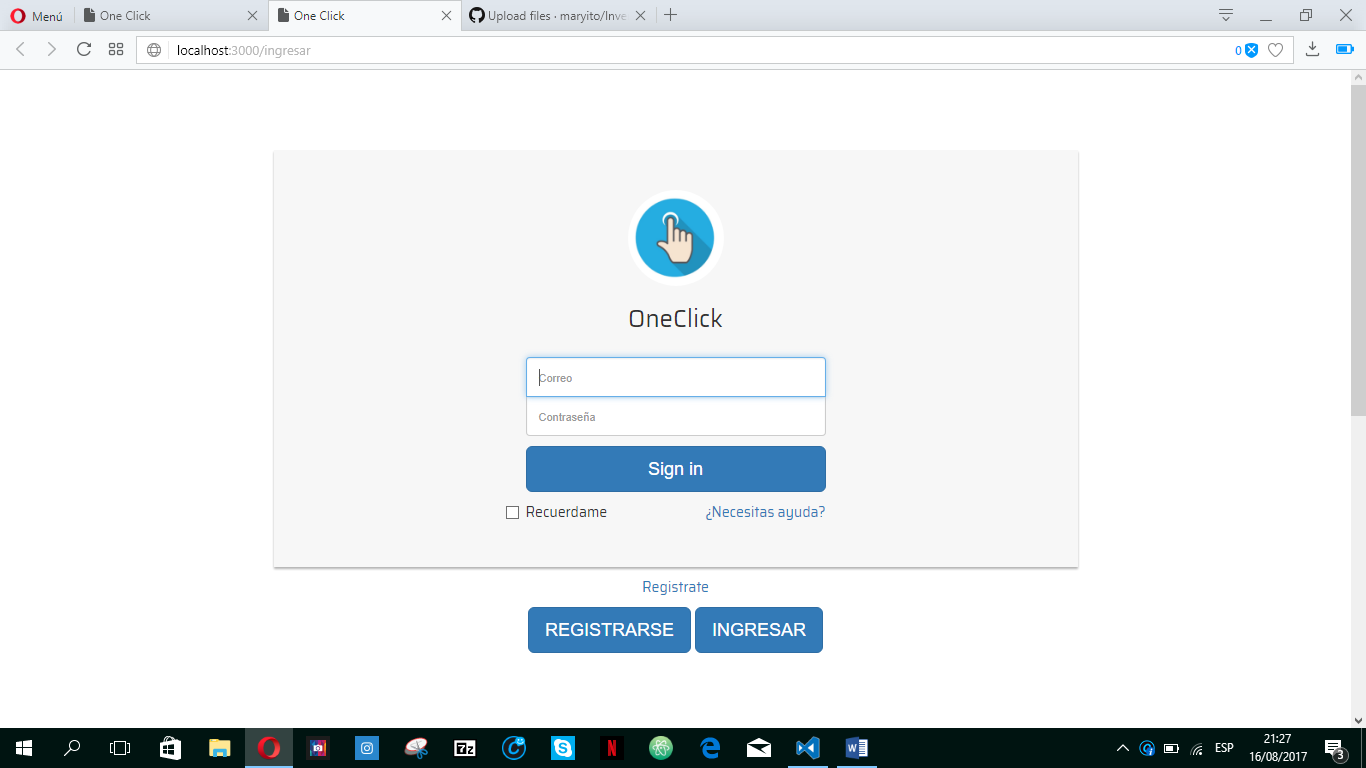 Menú
One Click
One Click
Upload files · maryito/Inve
localhost:3000/ingresar
0
OneClick
Correo
Contraseña
Sign in
Recuerdame
¿Necesitas ayuda?
Registrate
REGISTRARSE
INGRESAR
7z
N
W
ESP
21:27
16/08/2017
3